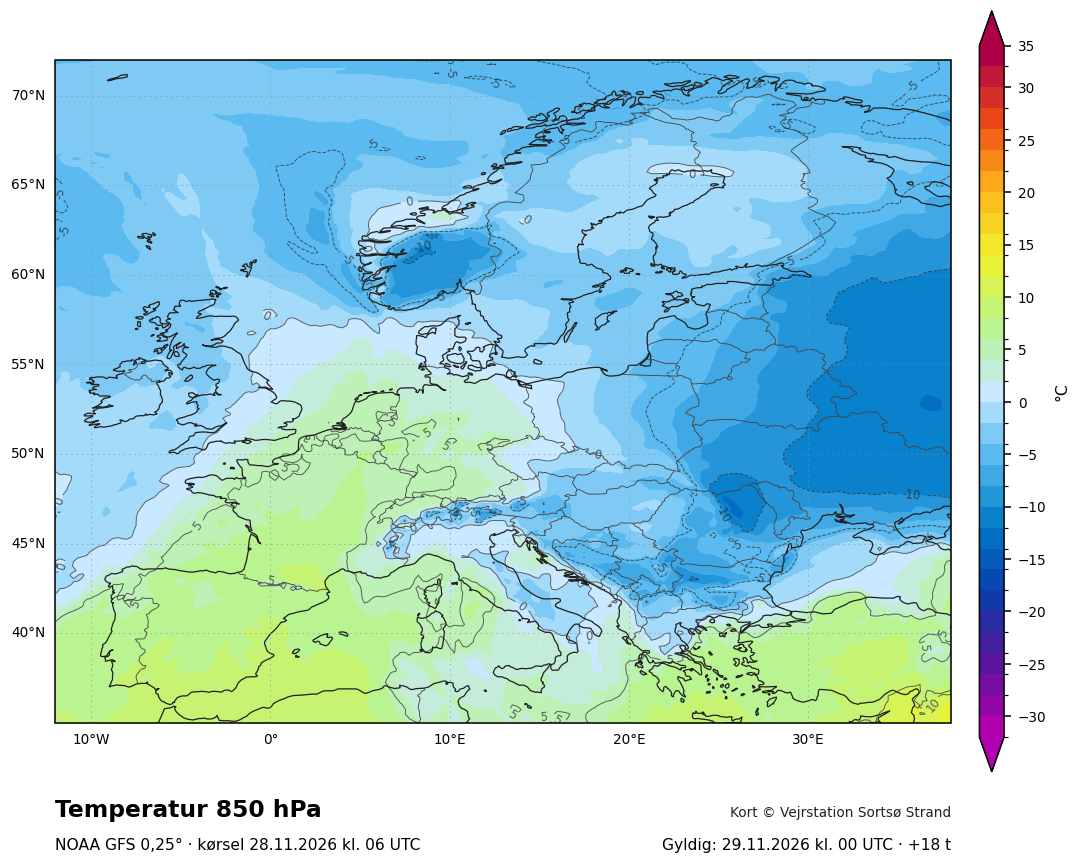 70°N
65°N
60°N
55°N
50°N
45°N
40°N
10°W 0° 10°E 20°E 30°E
35
30
25
20
15
10
5
0
−5
−10
−15
−20
−25
−30
°C
Temperatur 850 hPa
Kort © Vejrstation Sortsø Strand
NOAA GFS 0,25° · kørsel 28.11.2026 kl. 06 UTC
Gyldig: 29.11.2026 kl. 00 UTC · +18 t